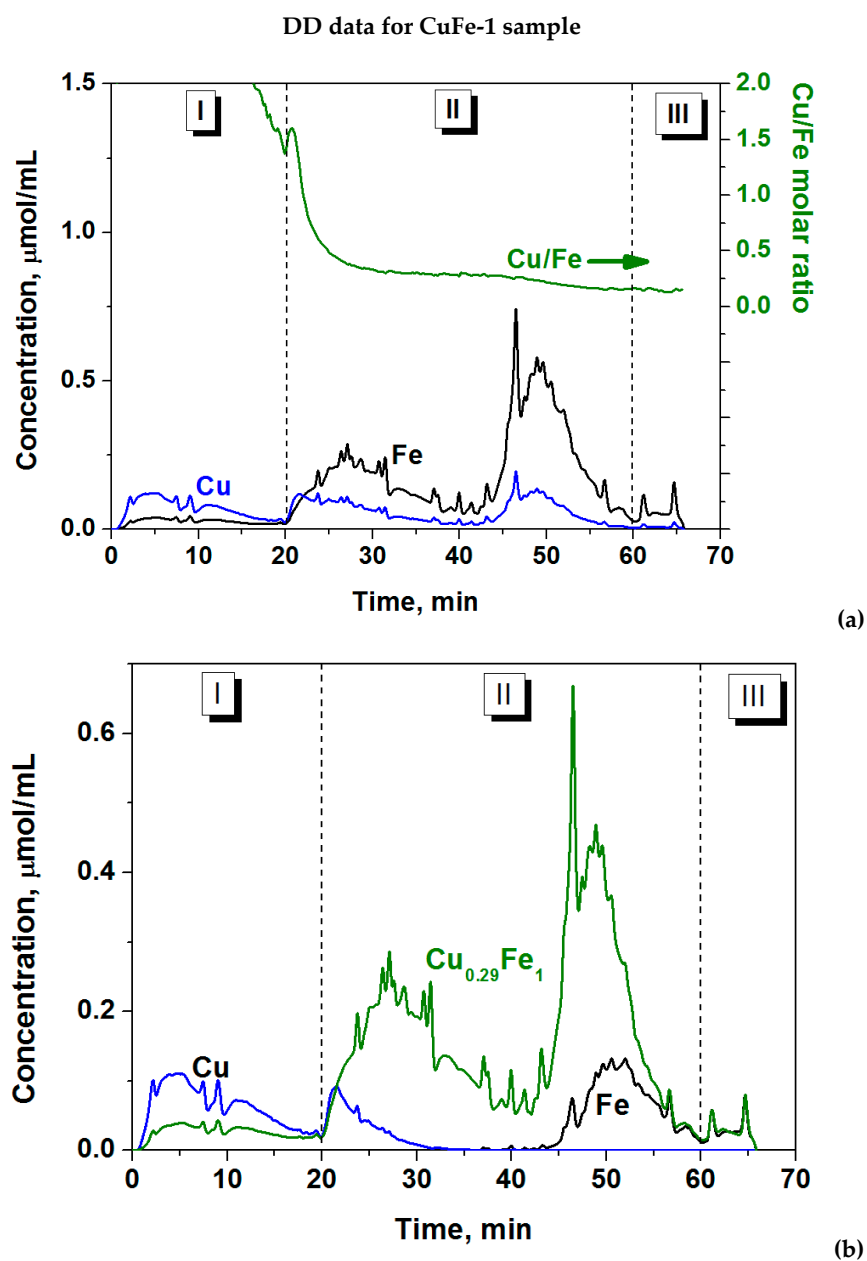 DD data for CuFe-1 sample
1.5
1.0
0.5
0.0
Concentration, μmol/mL
I
II
III
2.0
1.5
1.0
0.5
0.0
Cu/Fe molar ratio
Cu/Fe
Cu
Fe
0 10 20 30 40 50 60 70
Time, min
(a)
0.6
0.4
0.2
0.0
Concentration, μmol/mL
I
II
III
Cu
Cu0.29Fe1
Fe
0 10 20 30 40 50 60 70
Time, min
(b)